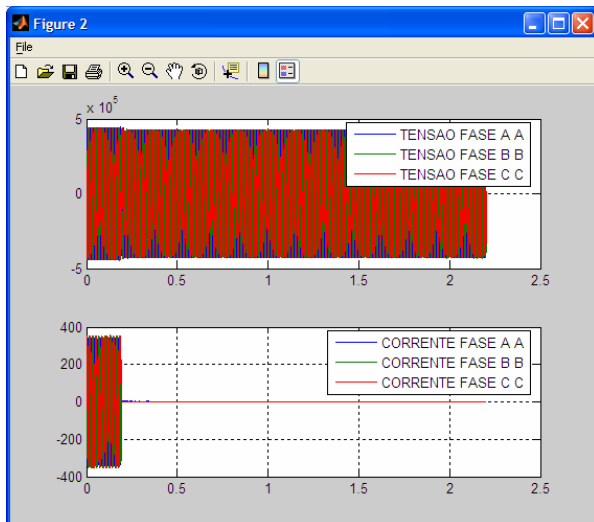 Figure 2
File
x 10^5
5
0
-5
TENSAO FASE A A
TENSAO FASE B B
TENSAO FASE C C
0 0.5 1 1.5 2 2.5
400
200
0
-200
-400
CORRENTE FASE A A
CORRENTE FASE B B
CORRENTE FASE C C
0 0.5 1 1.5 2 2.5